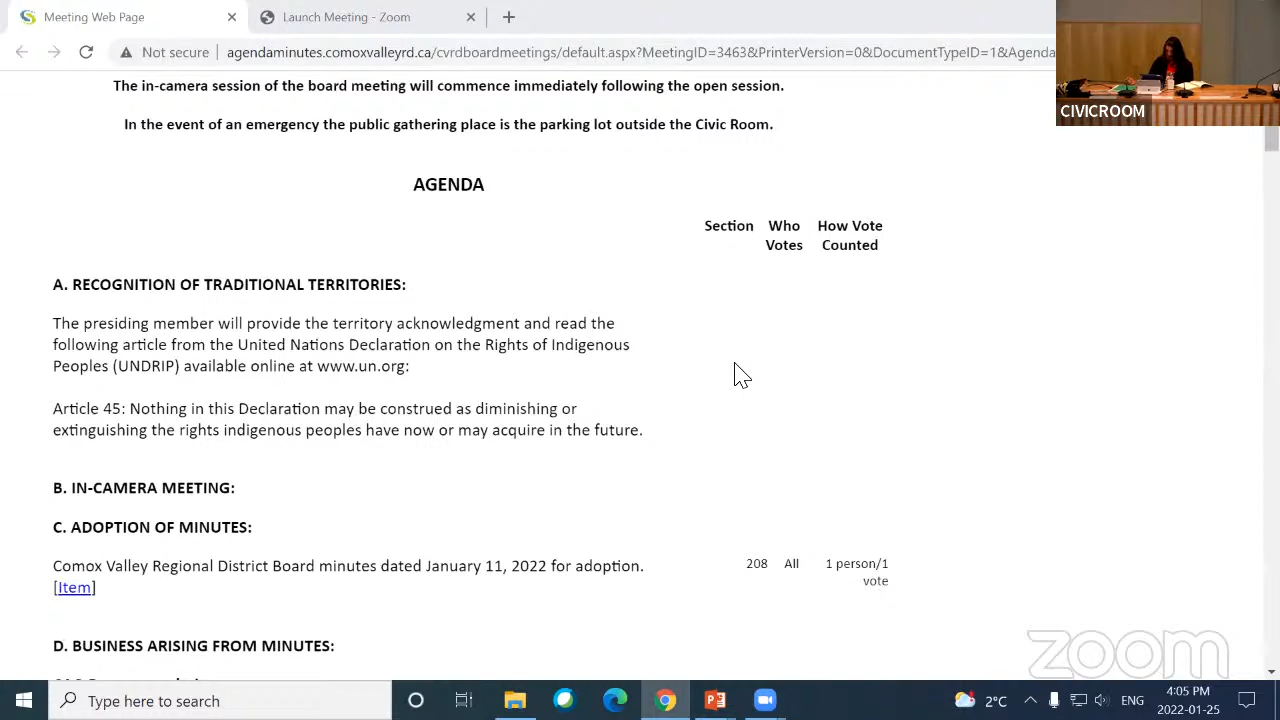 Meeting Web Page
Launch Meeting - Zoom
Not secure
agendaminutes.comoxvalleyrd.ca/cvrdboardmeetings/default.aspx?MeetingID=3463&PrinterVersion=0&DocumentTypeID=1&Agenda
CIVICROOM
The in-camera session of the board meeting will commence immediately following the open session.
In the event of an emergency the public gathering place is the parking lot outside the Civic Room.
AGENDA
Section Who How Vote
Votes Counted
A. RECOGNITION OF TRADITIONAL TERRITORIES:
The presiding member will provide the territory acknowledgment and read the
following article from the United Nations Declaration on the Rights of Indigenous
Peoples (UNDRIP) available online at www.un.org:
Article 45: Nothing in this Declaration may be construed as diminishing or
extinguishing the rights indigenous peoples have now or may acquire in the future.
B. IN-CAMERA MEETING:
C. ADOPTION OF MINUTES:
Comox Valley Regional District Board minutes dated January 11, 2022 for adoption. 208 All 1 person/1
[Item] vote
D. BUSINESS ARISING FROM MINUTES:
zoom
Type here to search
2°C
ENG
4:05 PM
2022-01-25